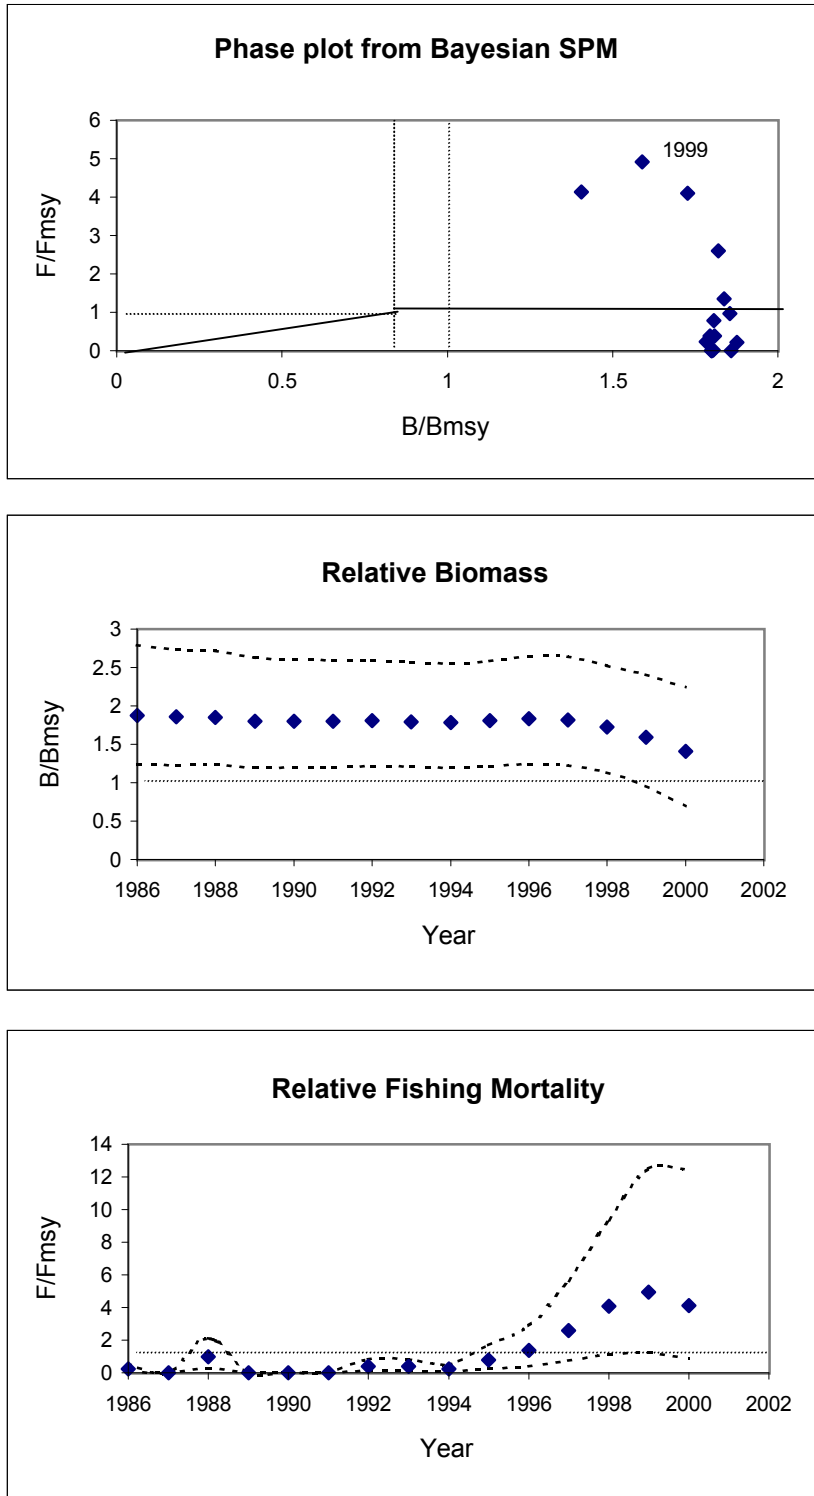 Phase plot from Bayesian SPM
6
5
4
3
2
1
0
F/Fmsy
1999
0 0.5 1 1.5 2
B/Bmsy
Relative Biomass
3
2.5
2
1.5
1
0.5
0
B/Bmsy
1986 1988 1990 1992 1994 1996 1998 2000 2002
Year
Relative Fishing Mortality
14
12
10
8
6
4
2
0
F/Fmsy
1986 1988 1990 1992 1994 1996 1998 2000 2002
Year